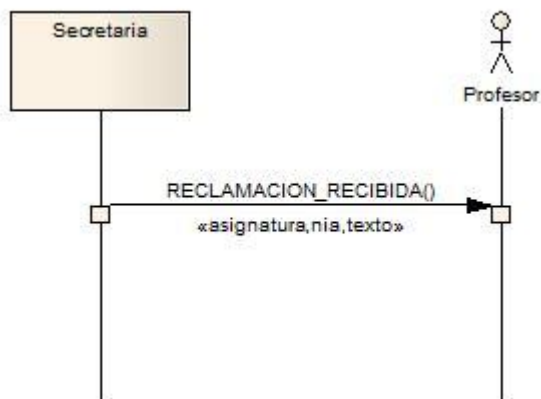 Secretaria
Profesor
RECLAMACION_RECIBIDA()
«asignatura,nia,texto»